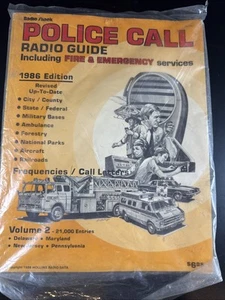 Radio Shack
POLICE CALL
RADIO GUIDE
Including FIRE & EMERGENCY services
1986 Edition
Revised
Up-To-Date
City / County
State / Federal
Military Bases
Ambulance
Forestry
National Parks
Aircraft
Railroads
Frequencies / Call Letters
Volume 2 - 21,000 Entries
Delaware • Maryland
New Jersey • Pennsylvania